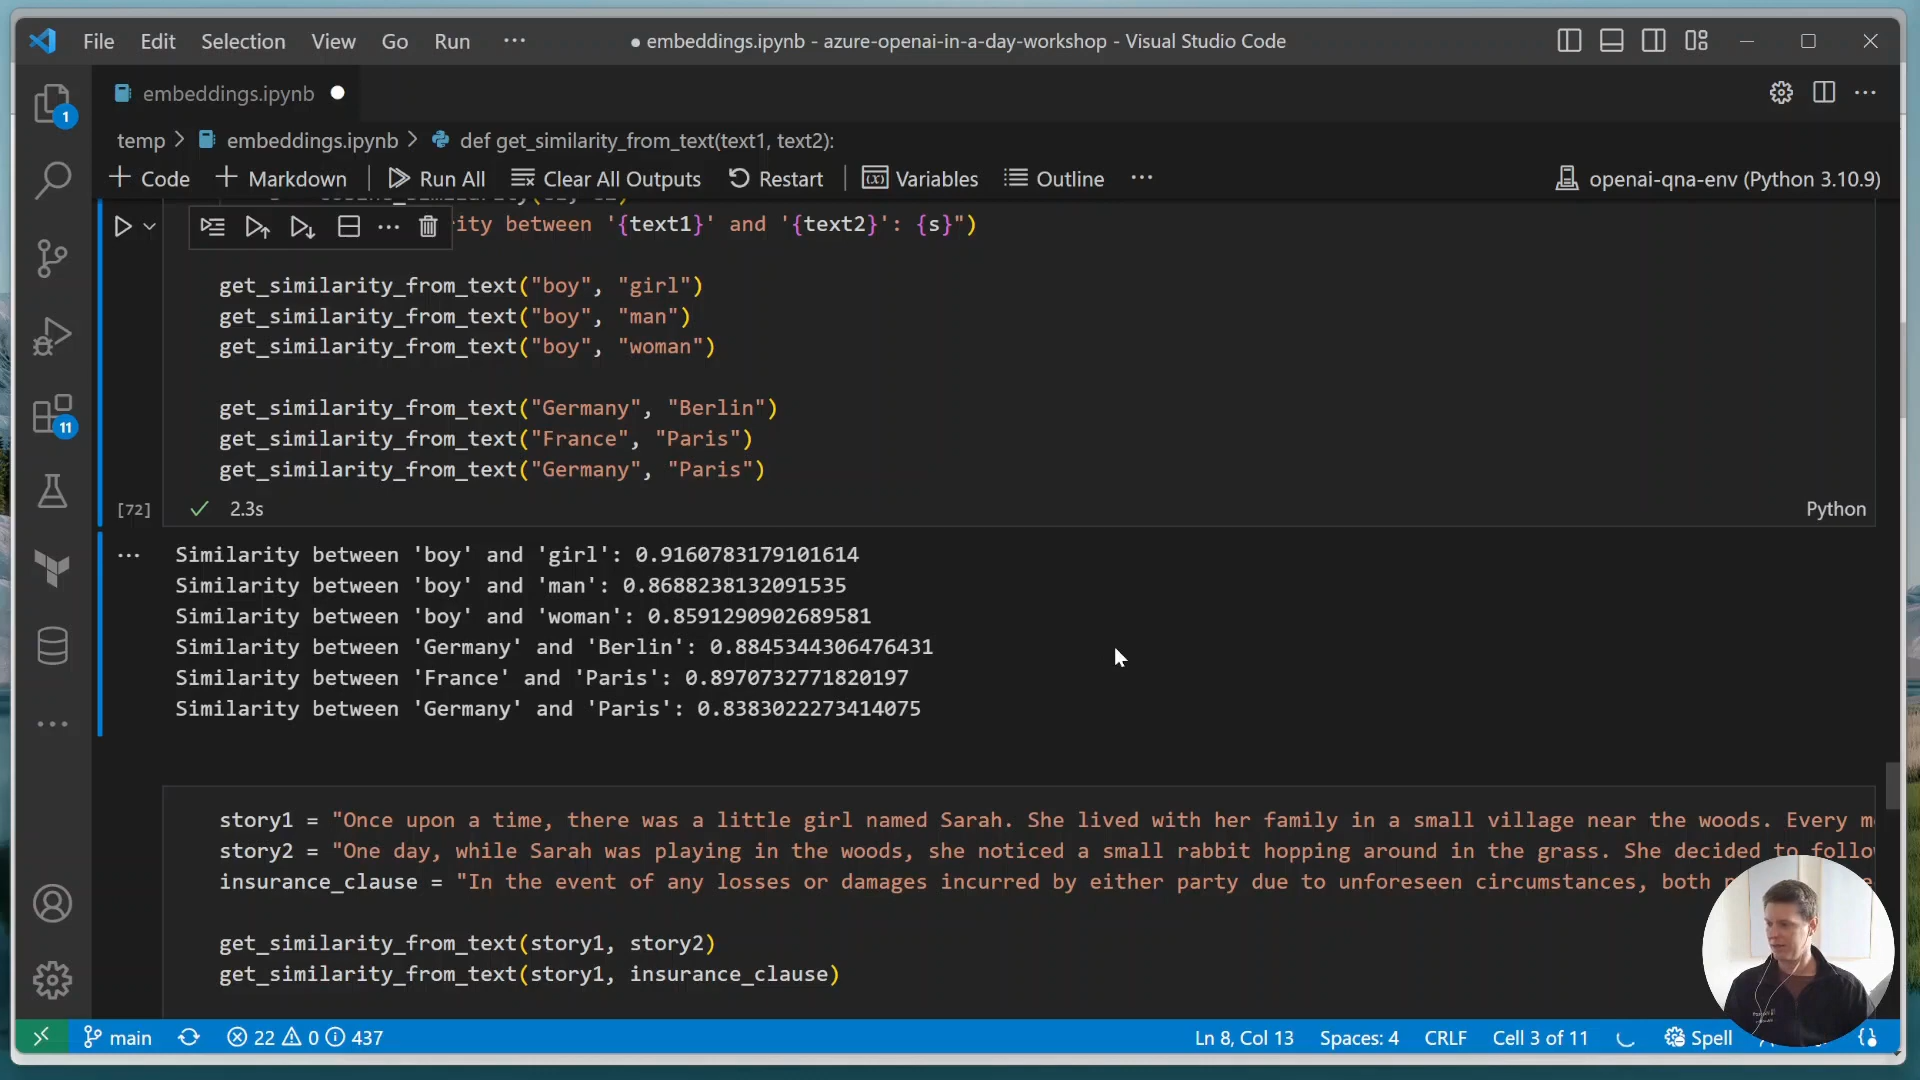 File Edit Selection View Go Run ··· ● embeddings.ipynb - azure-openai-in-a-day-workshop - Visual Studio Code
embeddings.ipynb ●
temp > embeddings.ipynb > def get_similarity_from_text(text1, text2):
+ Code + Markdown Run All Clear All Outputs Restart Variables Outline ··· openai-qna-env (Python 3.10.9)
ity between '{text1}' and '{text2}': {s}")
get_similarity_from_text("boy", "girl")
get_similarity_from_text("boy", "man")
get_similarity_from_text("boy", "woman")
get_similarity_from_text("Germany", "Berlin")
get_similarity_from_text("France", "Paris")
get_similarity_from_text("Germany", "Paris")
[72] ✓ 2.3s Python
Similarity between 'boy' and 'girl': 0.9160783179101614
Similarity between 'boy' and 'man': 0.8688238132091535
Similarity between 'boy' and 'woman': 0.8591290902689581
Similarity between 'Germany' and 'Berlin': 0.8845344306476431
Similarity between 'France' and 'Paris': 0.8970732771820197
Similarity between 'Germany' and 'Paris': 0.8383022273414075
story1 = "Once upon a time, there was a little girl named Sarah. She lived with her family in a small village near the woods. Every m
story2 = "One day, while Sarah was playing in the woods, she noticed a small rabbit hopping around in the grass. She decided to follo
insurance_clause = "In the event of any losses or damages incurred by either party due to unforeseen circumstances, both
get_similarity_from_text(story1, story2)
get_similarity_from_text(story1, insurance_clause)
1
11
main 22 0 437 Ln 8, Col 13 Spaces: 4 CRLF Cell 3 of 11 Spell